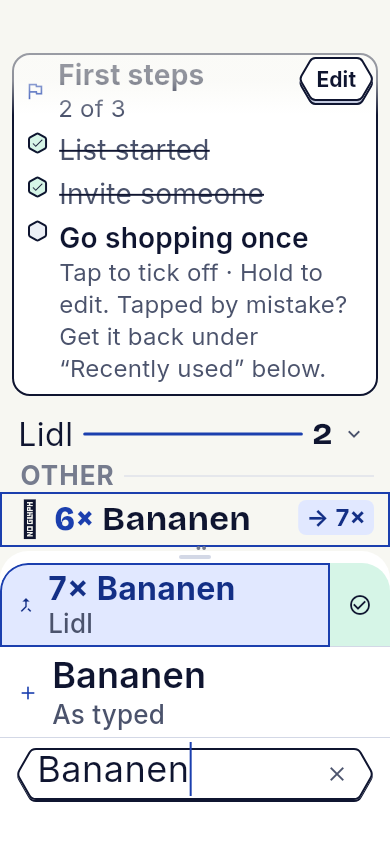 First steps
Edit
2 of 3
List started
Invite someone
Go shopping once
Tap to tick off · Hold to
edit. Tapped by mistake?
Get it back under
“Recently used” below.
Lidl 2
OTHER
6× Bananen → 7×
7× Bananen
Lidl
Bananen
As typed
Bananen